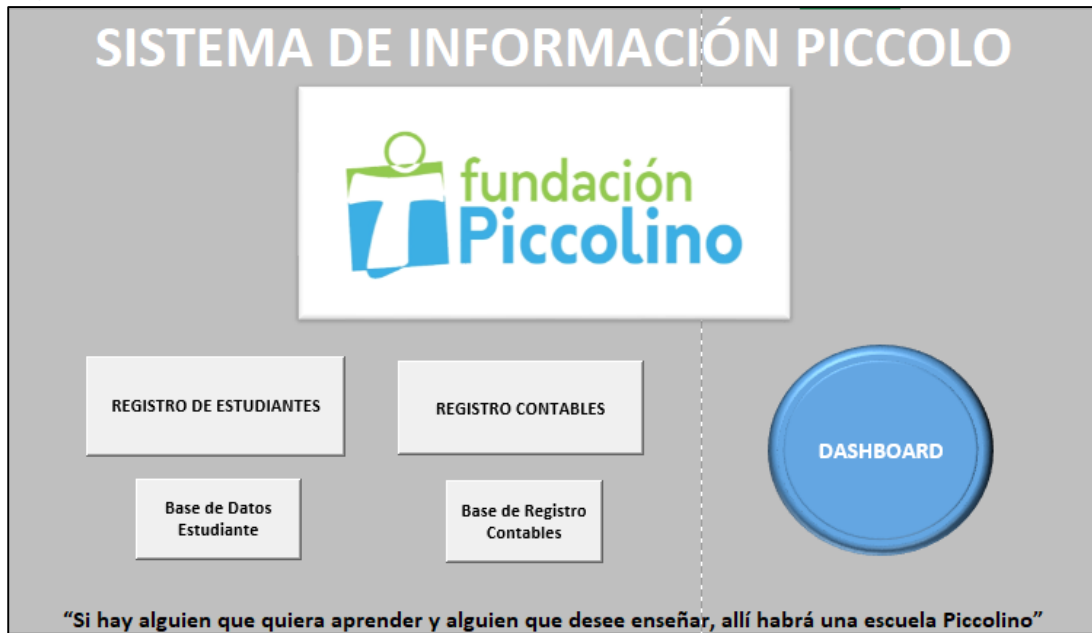 SISTEMA DE INFORMACIÓN PICCOLO
fundación
Piccolino
REGISTRO DE ESTUDIANTES
REGISTRO CONTABLES
DASHBOARD
Base de Datos
Estudiante
Base de Registro
Contables
“Si hay alguien que quiera aprender y alguien que desee enseñar, allí habrá una escuela Piccolino”